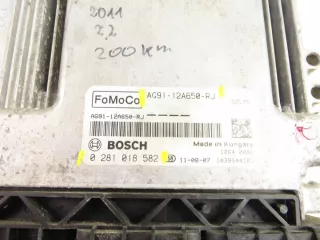 2011
2,2
200 km
FoMoCo
AG91-12A650-RJ
AG91-12A650-RJ
BOSCH
Made in Hungary
0 281 018 582
11-08-07